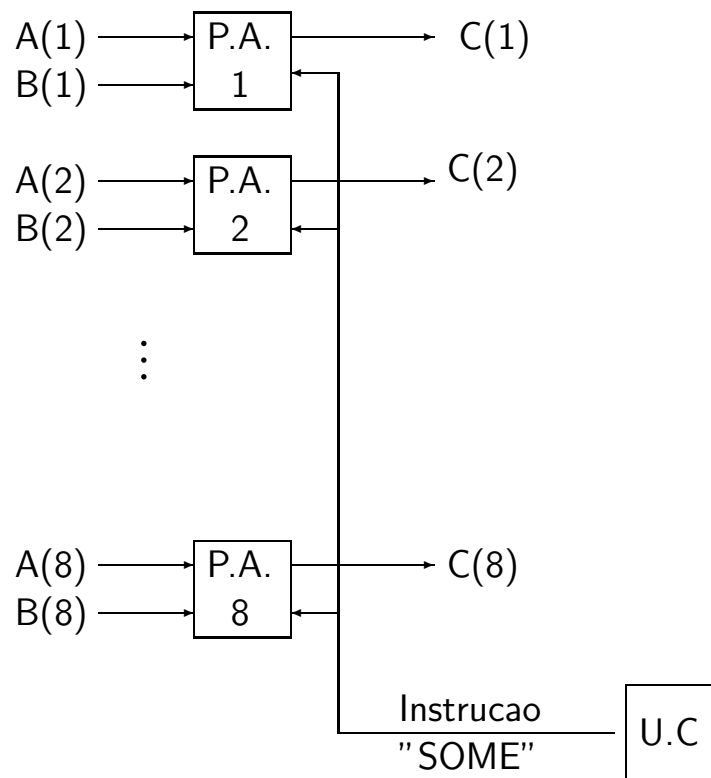 A(1) P.A. C(1)
B(1) 1
A(2) P.A. C(2)
B(2) 2
⋮
A(8) P.A. C(8)
B(8) 8
Instrucao
"SOME" U.C